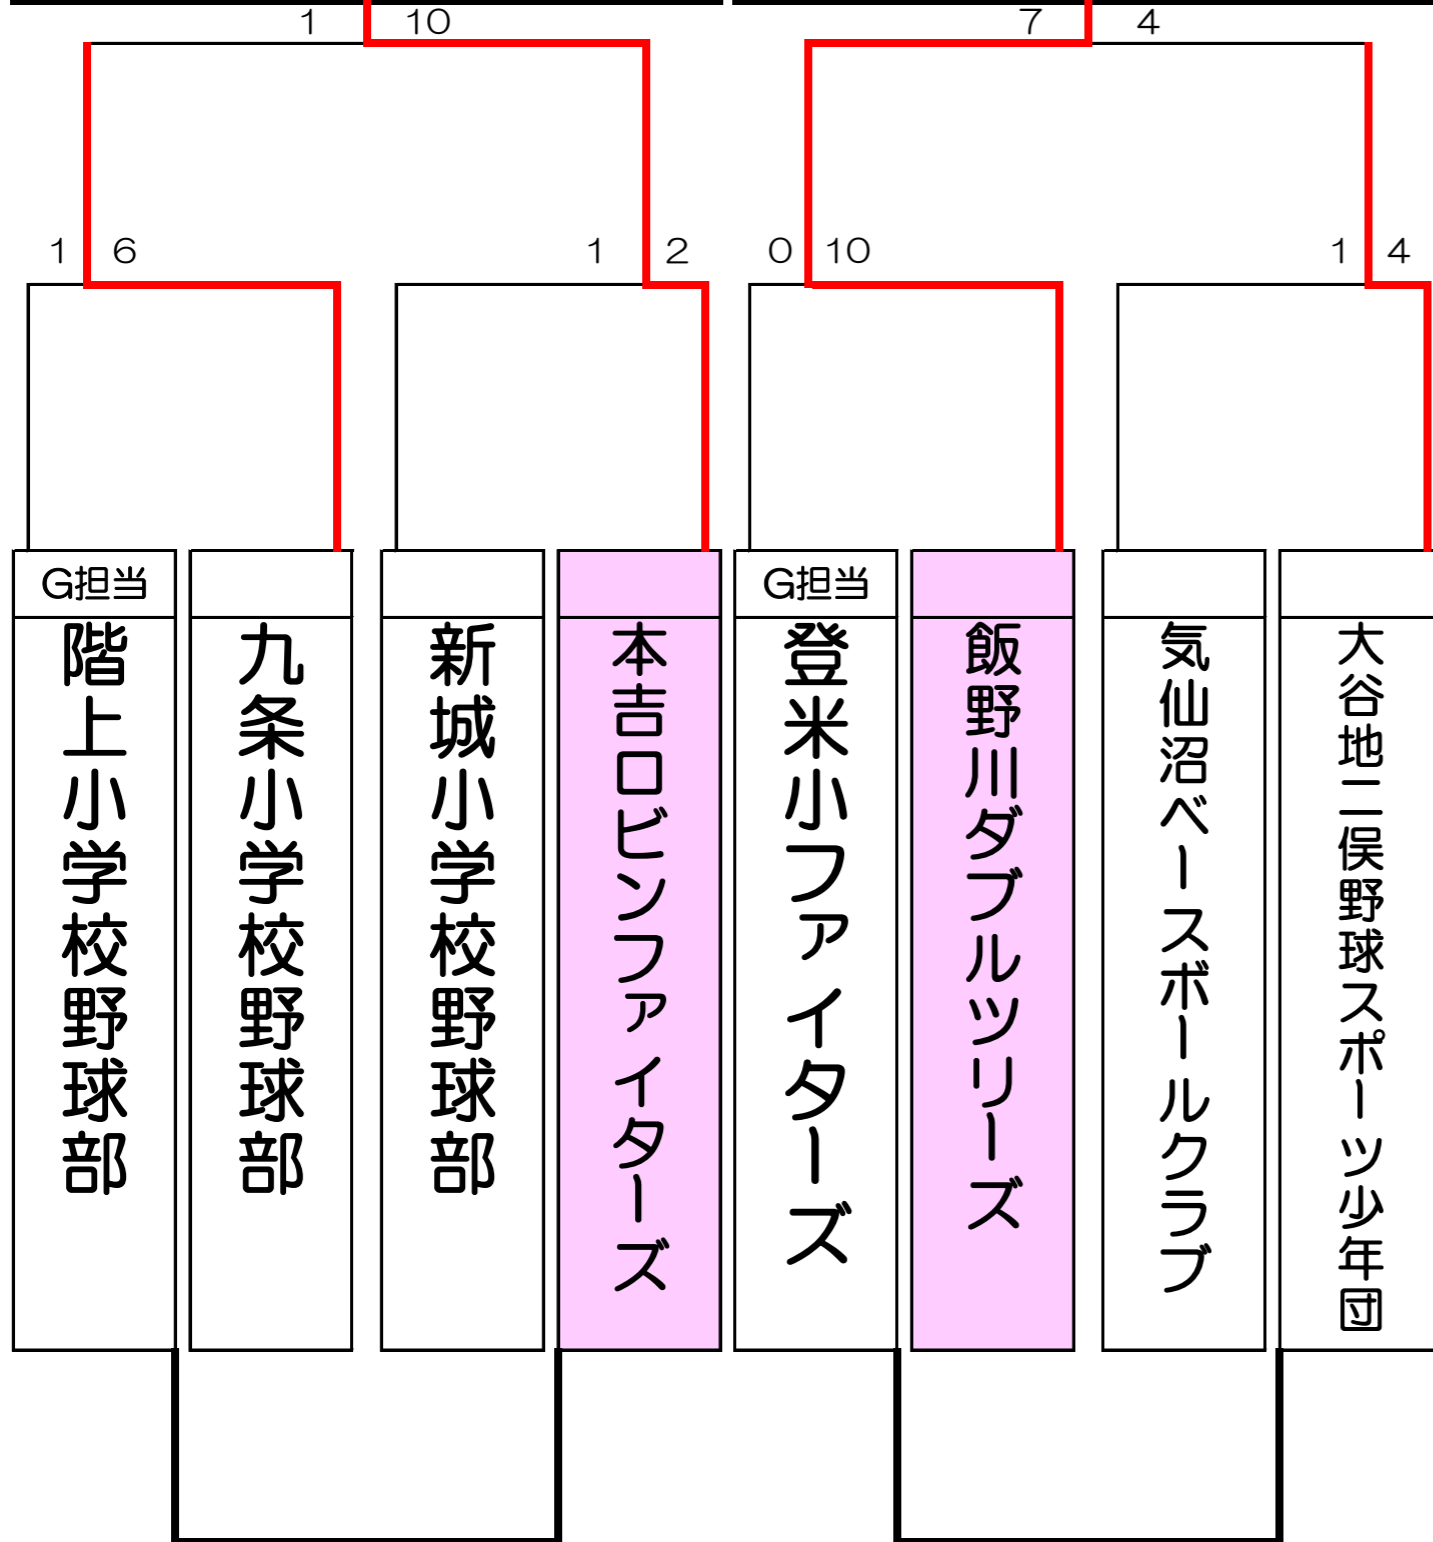 1 10 7 4
1 6 1 2 0 10 1 4
G担当 G担当
階上小学校野球部
九条小学校野球部
新城小学校野球部
本吉ロビンファイターズ
登米小ファイターズ
飯野川ダブルツリーズ
気仙沼ベースボールクラブ
大谷地二俣野球スポーツ少年団